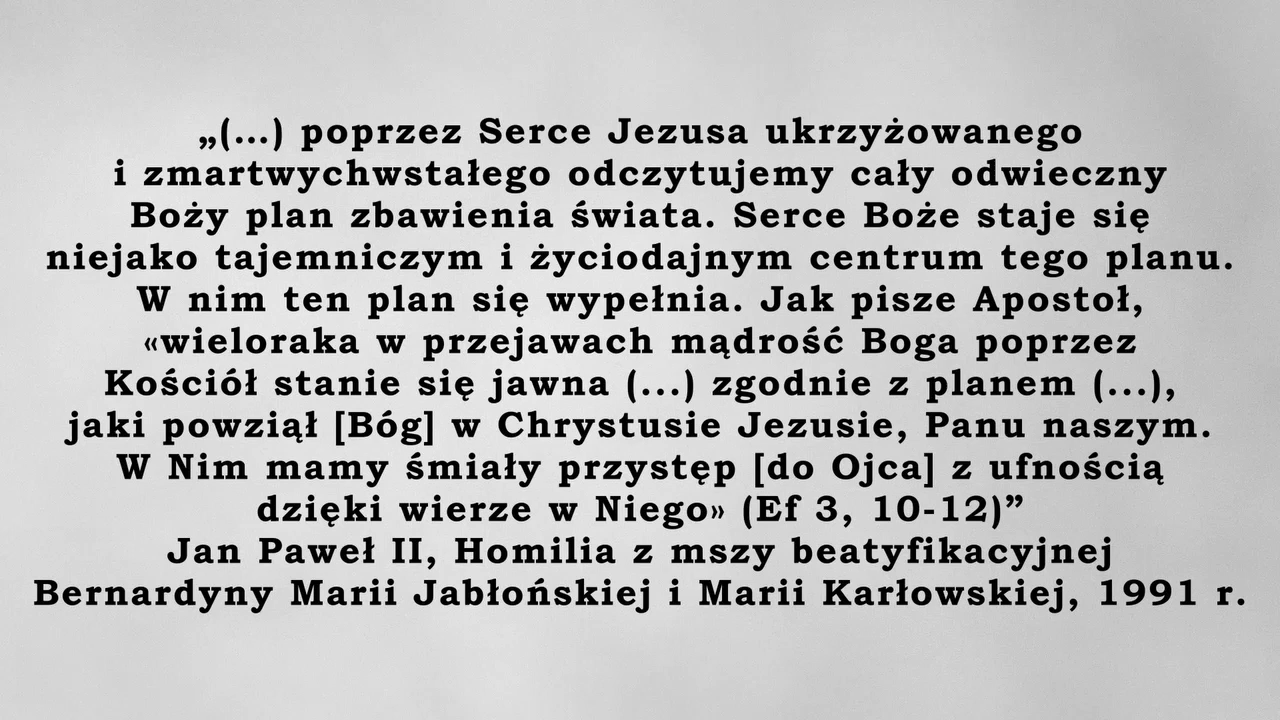 „(...) poprzez Serce Jezusa ukrzyżowanego
i zmartwychwstałego odczytujemy cały odwieczny
Boży plan zbawienia świata. Serce Boże staje się
niejako tajemniczym i życiodajnym centrum tego planu.
W nim ten plan się wypełnia. Jak pisze Apostoł,
«wieloraka w przejawach mądrość Boga poprzez
Kościół stanie się jawna (...) zgodnie z planem (...),
jaki powziął [Bóg] w Chrystusie Jezusie, Panu naszym.
W Nim mamy śmiały przystęp [do Ojca] z ufnością
dzięki wierze w Niego» (Ef 3, 10-12)”
Jan Paweł II, Homilia z mszy beatyfikacyjnej
Bernardyny Marii Jabłońskiej i Marii Karłowskiej, 1991 r.